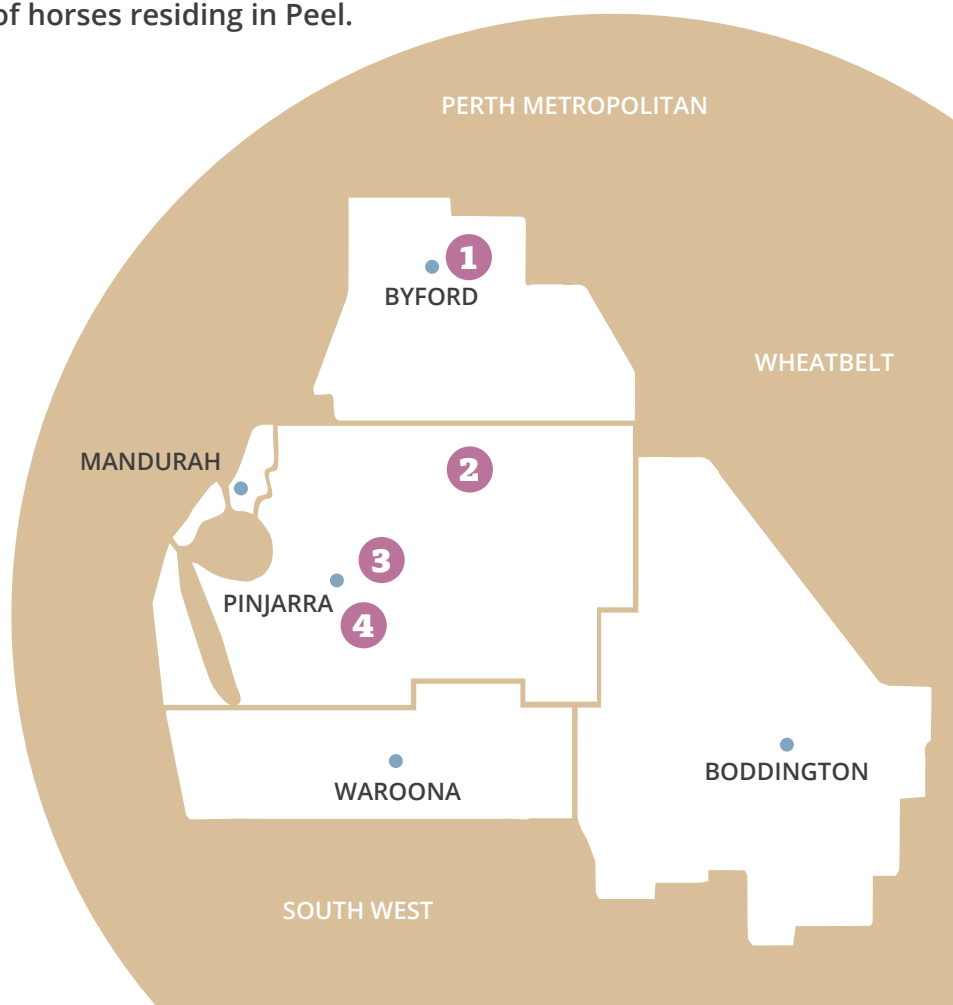 of horses residing in Peel.
PERTH METROPOLITAN
1
BYFORD
WHEATBELT
MANDURAH
2
3
PINJARRA
4
BODDINGTON
WAROONA
SOUTH WEST